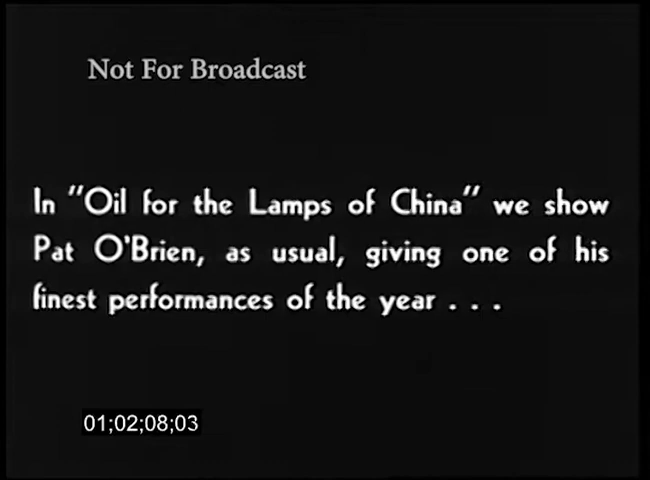 Not For Broadcast
In "Oil for the Lamps of China" we show
Pat O'Brien, as usual, giving one of his
finest performances of the year . . .
01;02;08;03